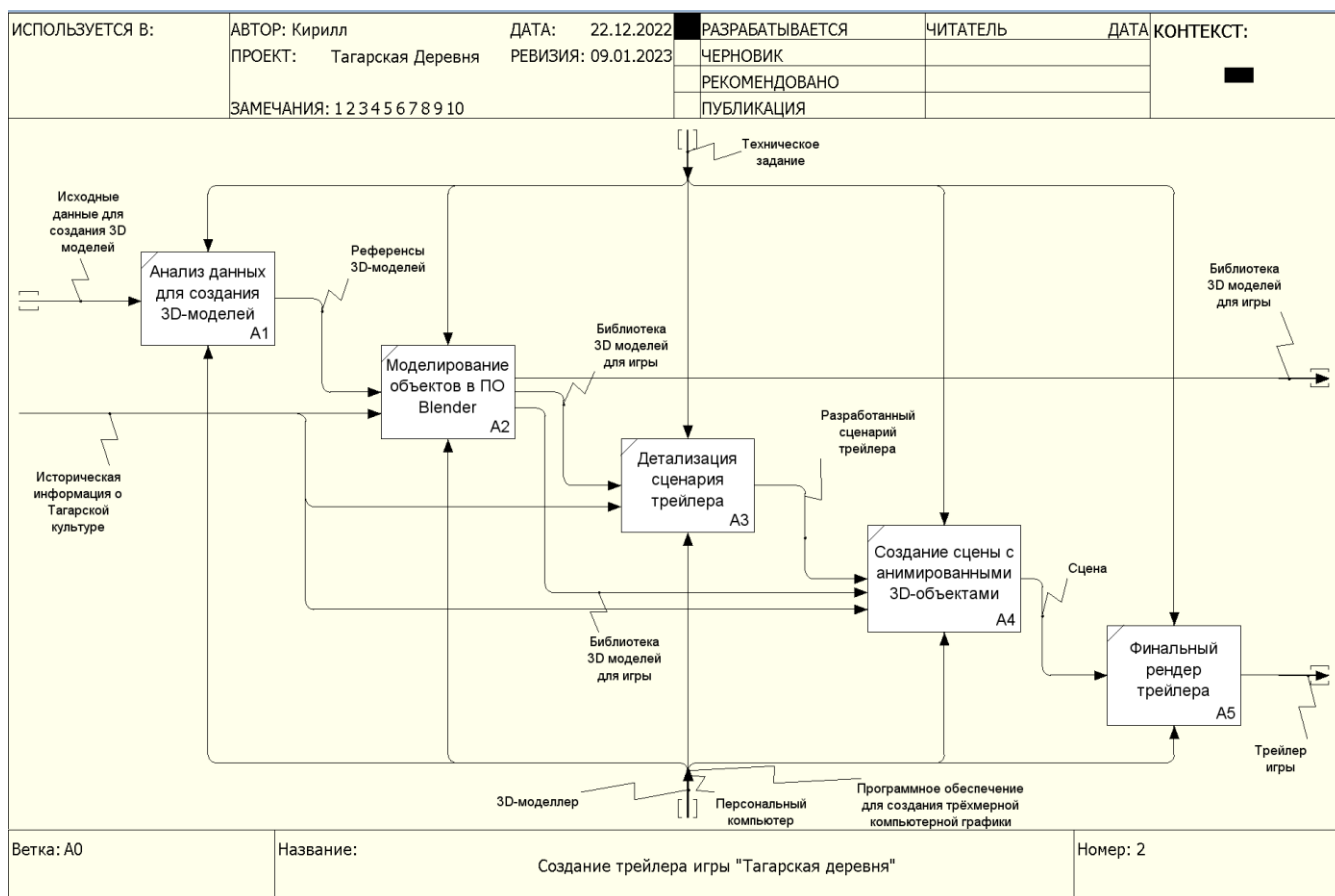 ИСПОЛЬЗУЕТСЯ В:
АВТОР: Кирилл
ДАТА: 22.12.2022
РАЗРАБАТЫВАЕТСЯ
ЧИТАТЕЛЬ
ДАТА
КОНТЕКСТ:
ПРОЕКТ: Тагарская Деревня
РЕВИЗИЯ: 09.01.2023
ЧЕРНОВИК
РЕКОМЕНДОВАНО
ЗАМЕЧАНИЯ: 1 2 3 4 5 6 7 8 9 10
ПУБЛИКАЦИЯ
Техническое
задание
Исходные
данные для
создания 3D
моделей
Анализ данных
для создания
3D-моделей
A1
Референсы
3D-моделей
Библиотека
3D моделей
для игры
Библиотека
3D моделей
для игры
Моделирование
объектов в ПО
Blender
A2
Историческая
информация о
Тагарской
культуре
Разработанный
сценарий
трейлера
Детализация
сценария
трейлера
A3
Создание сцены с
анимированными
3D-объектами
A4
Сцена
Библиотека
3D моделей
для игры
Финальный
рендер
трейлера
A5
Трейлер
игры
3D-моделлер
Персональный
компьютер
Программное обеспечение
для создания трёхмерной
компьютерной графики
Ветка: A0
Название:
Создание трейлера игры "Тагарская деревня"
Номер: 2